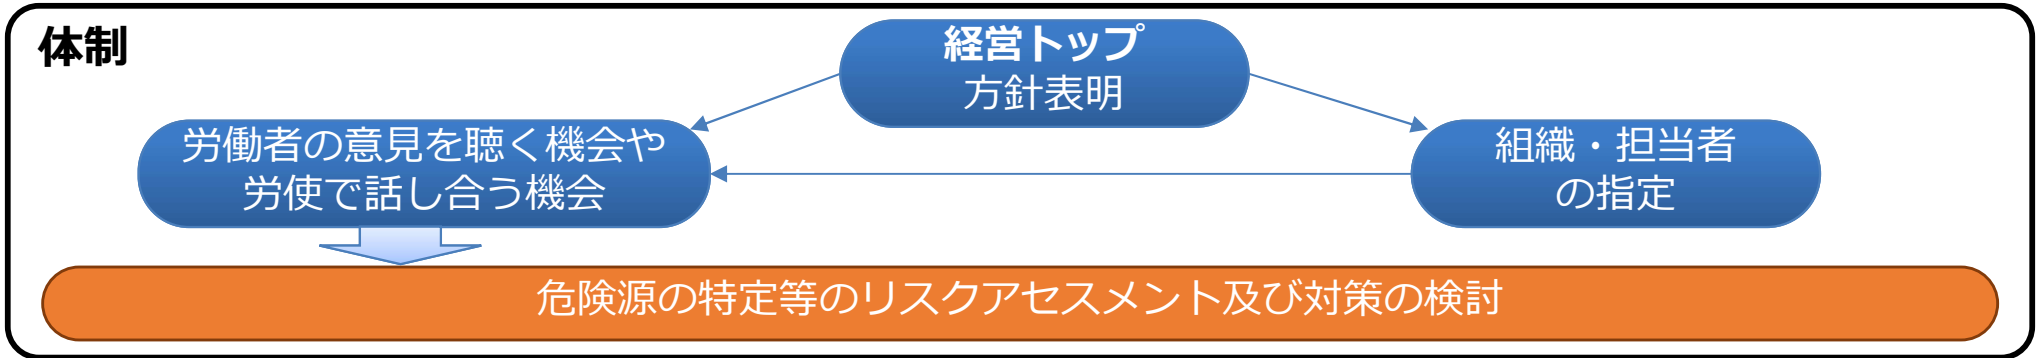 体制
経営トップ
方針表明
労働者の意見を聴く機会や
労使で話し合う機会
組織・担当者
の指定
危険源の特定等のリスクアセスメント及び対策の検討